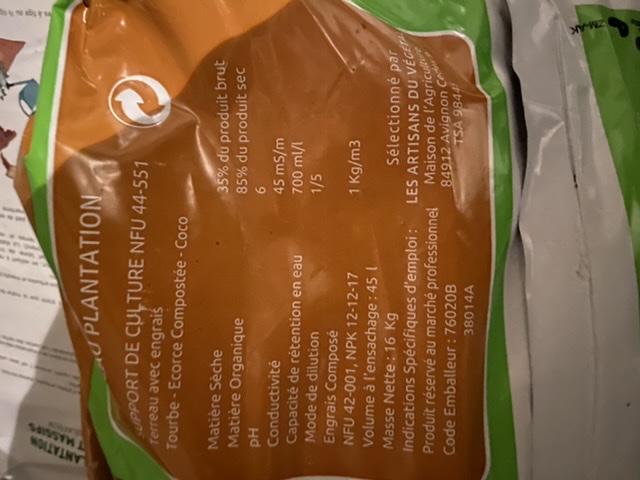 PLANTATION
SUPPORT DE CULTURE NFU 44-551
Terreau avec engrais
Tourbe - Ecorce Compostée - Coco
Matière Sèche 35% du produit brut
Matière Organique 85% du produit sec
pH 6
Conductivité 45 mS/m
Capacité de rétention en eau 700 ml/l
Mode de dilution 1/5
Engrais Composé
NFU 42-001, NPK 12-12-17 1 Kg/m3
Volume à l'ensachage : 45 l
Masse Nette : 16 Kg
Indications Spécifiques d'emploi :
Produit réservé au marché professionnel
Code Emballeur : 76020B
38014A
Sélectionné par
LES ARTISANS DU VÉGÉTAL
Maison de l'Agriculture
84912 Avignon
TSA
PLANTATION
ET MASSIFS